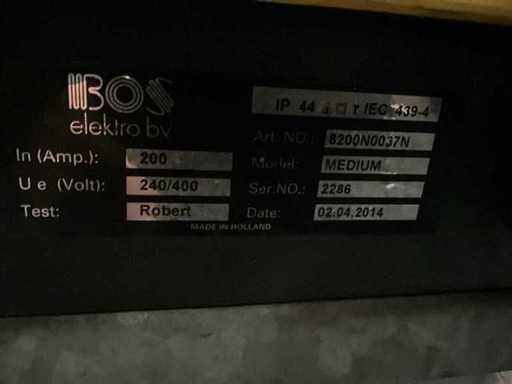 BOS
elektro bv
IP 44 r IEC 439-4
Art. NO.: 8200N0037N
In (Amp.): 200 Model: MEDIUM
U e (Volt): 240/400 Ser.NO.: 2286
Test: Robert Date: 02.04.2014
MADE IN HOLLAND